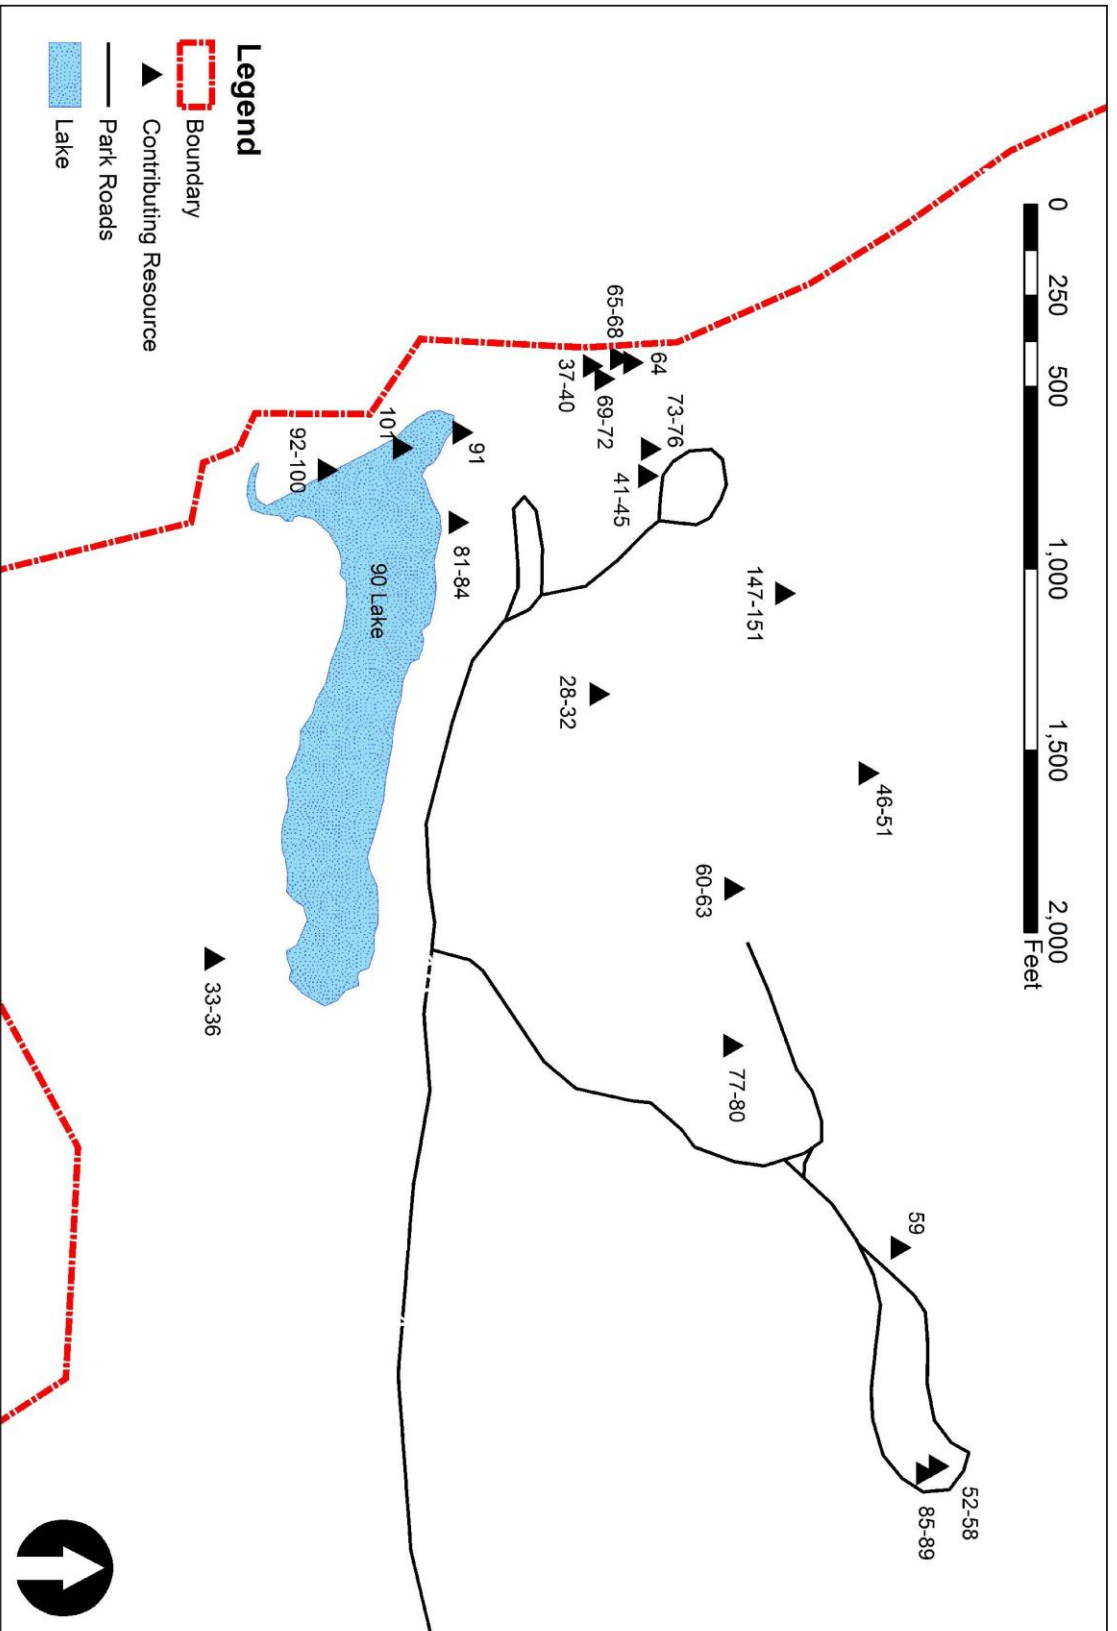 0 250 500 1,000 1,500 2,000
Feet
52-58
85-89
59
46-51
147-151
60-63
77-80
64
65-68
73-76
69-72
41-45
37-40
28-32
91
81-84
101
92-100
90 Lake
33-36
Legend
Boundary
Contributing Resource
Park Roads
Lake